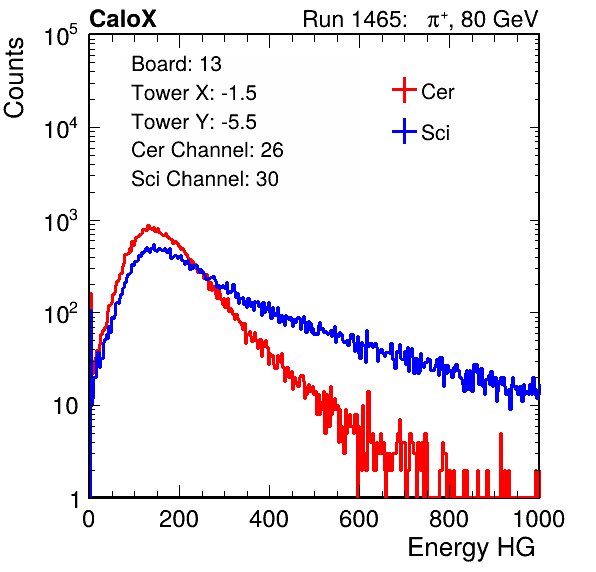 CaloX Run 1465: π⁺, 80 GeV
Counts
10⁵
10⁴
10³
10²
10
1
Board: 13
Tower X: -1.5
Tower Y: -5.5
Cer Channel: 26
Sci Channel: 30
Cer
Sci
0 200 400 600 800 1000
Energy HG